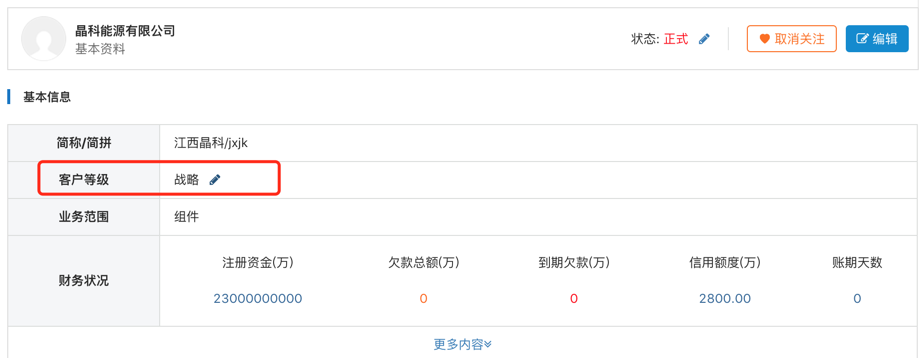 晶科能源有限公司
基本资料
状态: 正式
取消关注
编辑
基本信息
简称/简拼 江西晶科/jxjk
客户等级 战略
业务范围 组件
财务状况
注册资金(万) 欠款总额(万) 到期欠款(万) 信用额度(万) 账期天数
23000000000 0 0 2800.00 0
更多内容